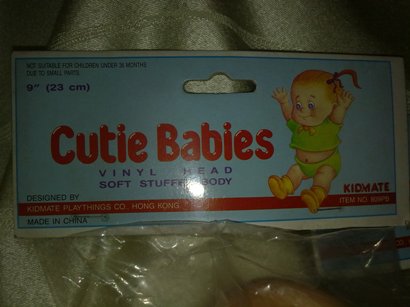 NOT SUITABLE FOR CHILDREN UNDER 36 MONTHS
DUE TO SMALL PARTS.
9" (23 cm)
Cutie Babies
VINYL HEAD
SOFT STUFFED BODY
DESIGNED BY
KIDMATE PLAYTHINGS CO., HONG KONG.
MADE IN CHINA
KIDMATE
ITEM NO.